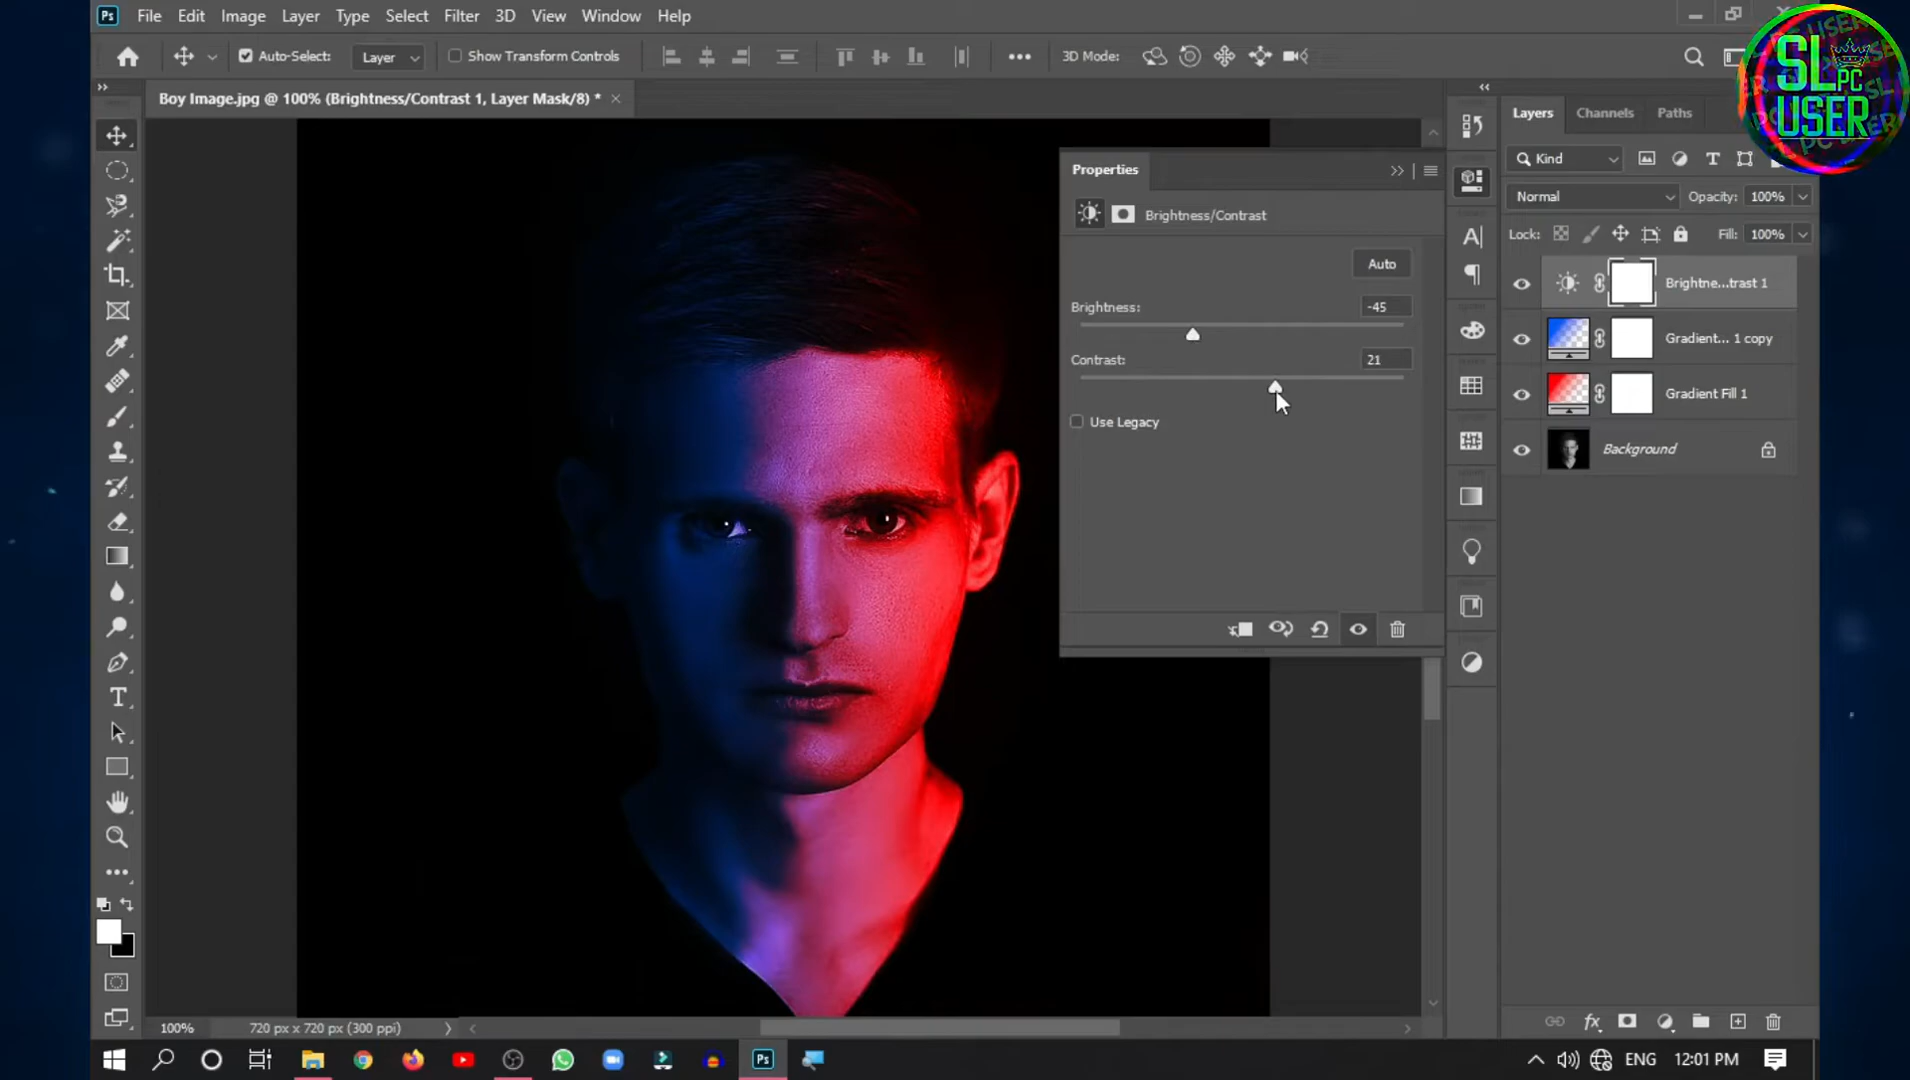 Ps File Edit Image Layer Type Select Filter 3D View Window Help
Auto-Select: Layer Show Transform Controls 3D Mode:
SL PC USER
Boy Image.jpg @ 100% (Brightness/Contrast 1, Layer Mask/8) *
Layers Channels Paths
Properties
Kind
Normal Opacity: 100%
Brightness/Contrast
Lock: Fill: 100%
Auto
Brightne...trast 1
Brightness: -45
Gradient... 1 copy
Contrast: 21
Gradient Fill 1
Use Legacy
Background
100% 720 px x 720 px (300 ppi)
Ps ENG 12:01 PM